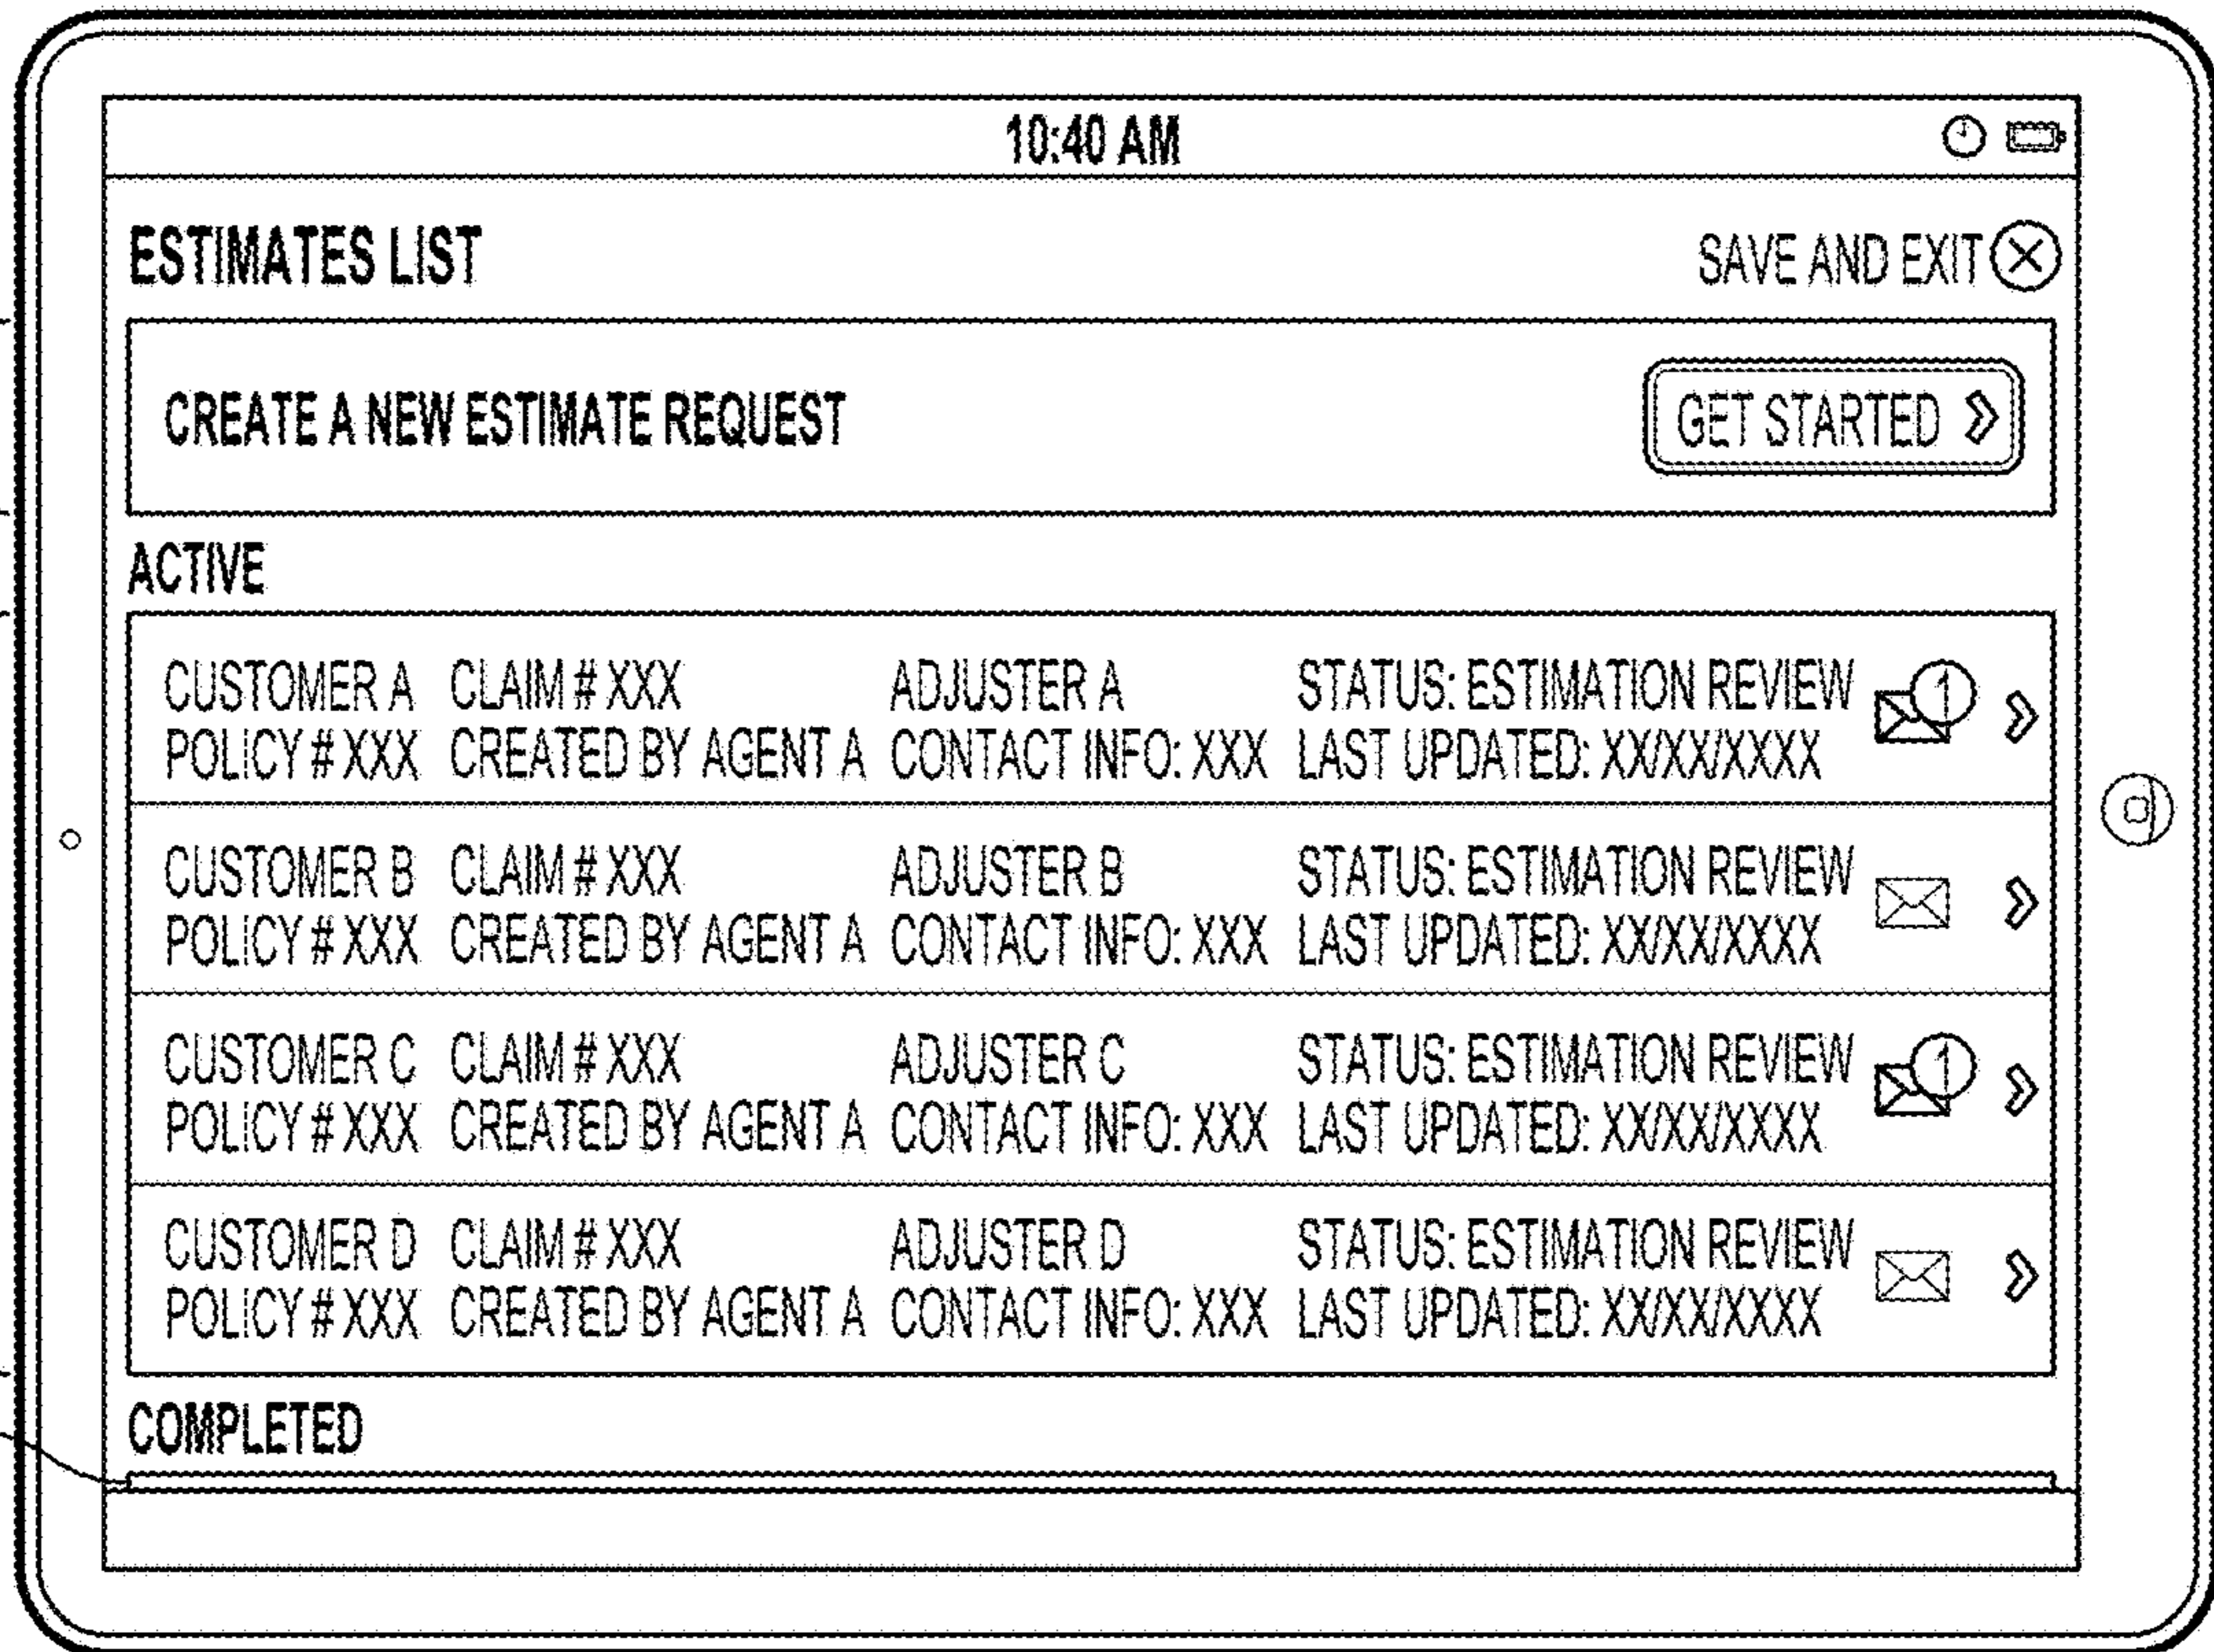 10:40 AM
ESTIMATES LIST SAVE AND EXIT
CREATE A NEW ESTIMATE REQUEST GET STARTED
ACTIVE
CUSTOMER A CLAIM # XXX ADJUSTER A STATUS: ESTIMATION REVIEW 1
POLICY # XXX CREATED BY AGENT A CONTACT INFO: XXX LAST UPDATED: XX/XX/XXXX
CUSTOMER B CLAIM # XXX ADJUSTER B STATUS: ESTIMATION REVIEW
POLICY # XXX CREATED BY AGENT A CONTACT INFO: XXX LAST UPDATED: XX/XX/XXXX
CUSTOMER C CLAIM # XXX ADJUSTER C STATUS: ESTIMATION REVIEW 1
POLICY # XXX CREATED BY AGENT A CONTACT INFO: XXX LAST UPDATED: XX/XX/XXXX
CUSTOMER D CLAIM # XXX ADJUSTER D STATUS: ESTIMATION REVIEW
POLICY # XXX CREATED BY AGENT A CONTACT INFO: XXX LAST UPDATED: XX/XX/XXXX
COMPLETED